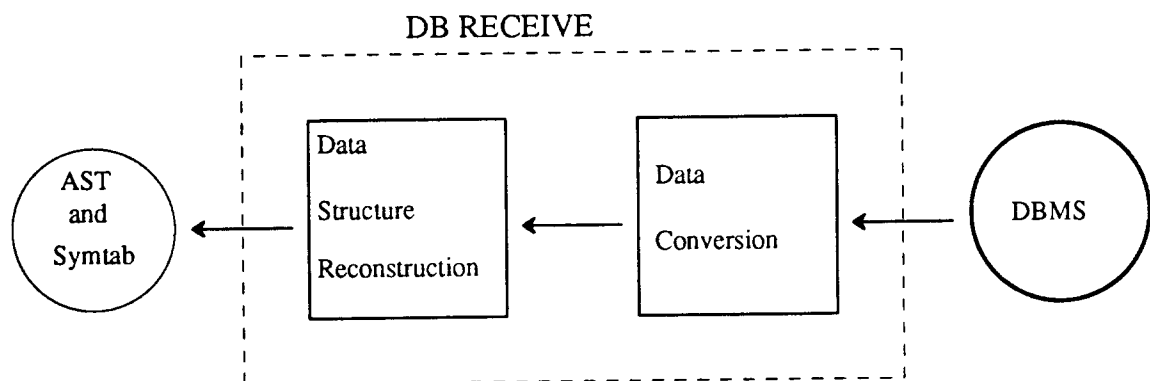 DB RECEIVE
AST
and
Symtab
Data
Structure
Reconstruction
Data
Conversion
DBMS